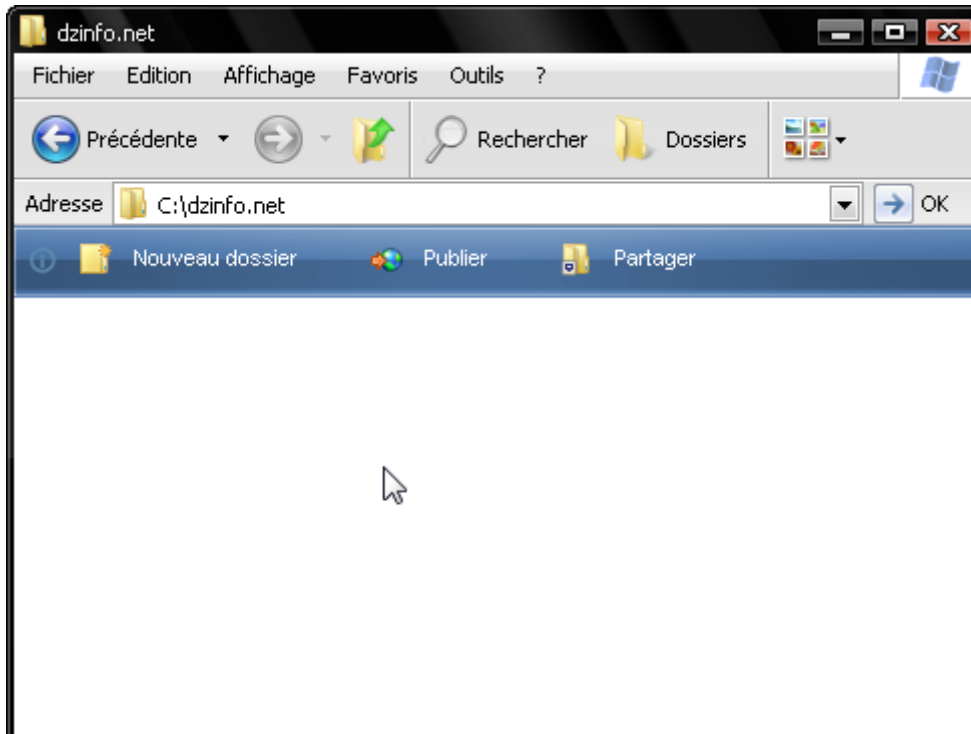 dzinfo.net
Fichier Edition Affichage Favoris Outils ?
Précédente Rechercher Dossiers
Adresse C:\dzinfo.net OK
Nouveau dossier Publier Partager